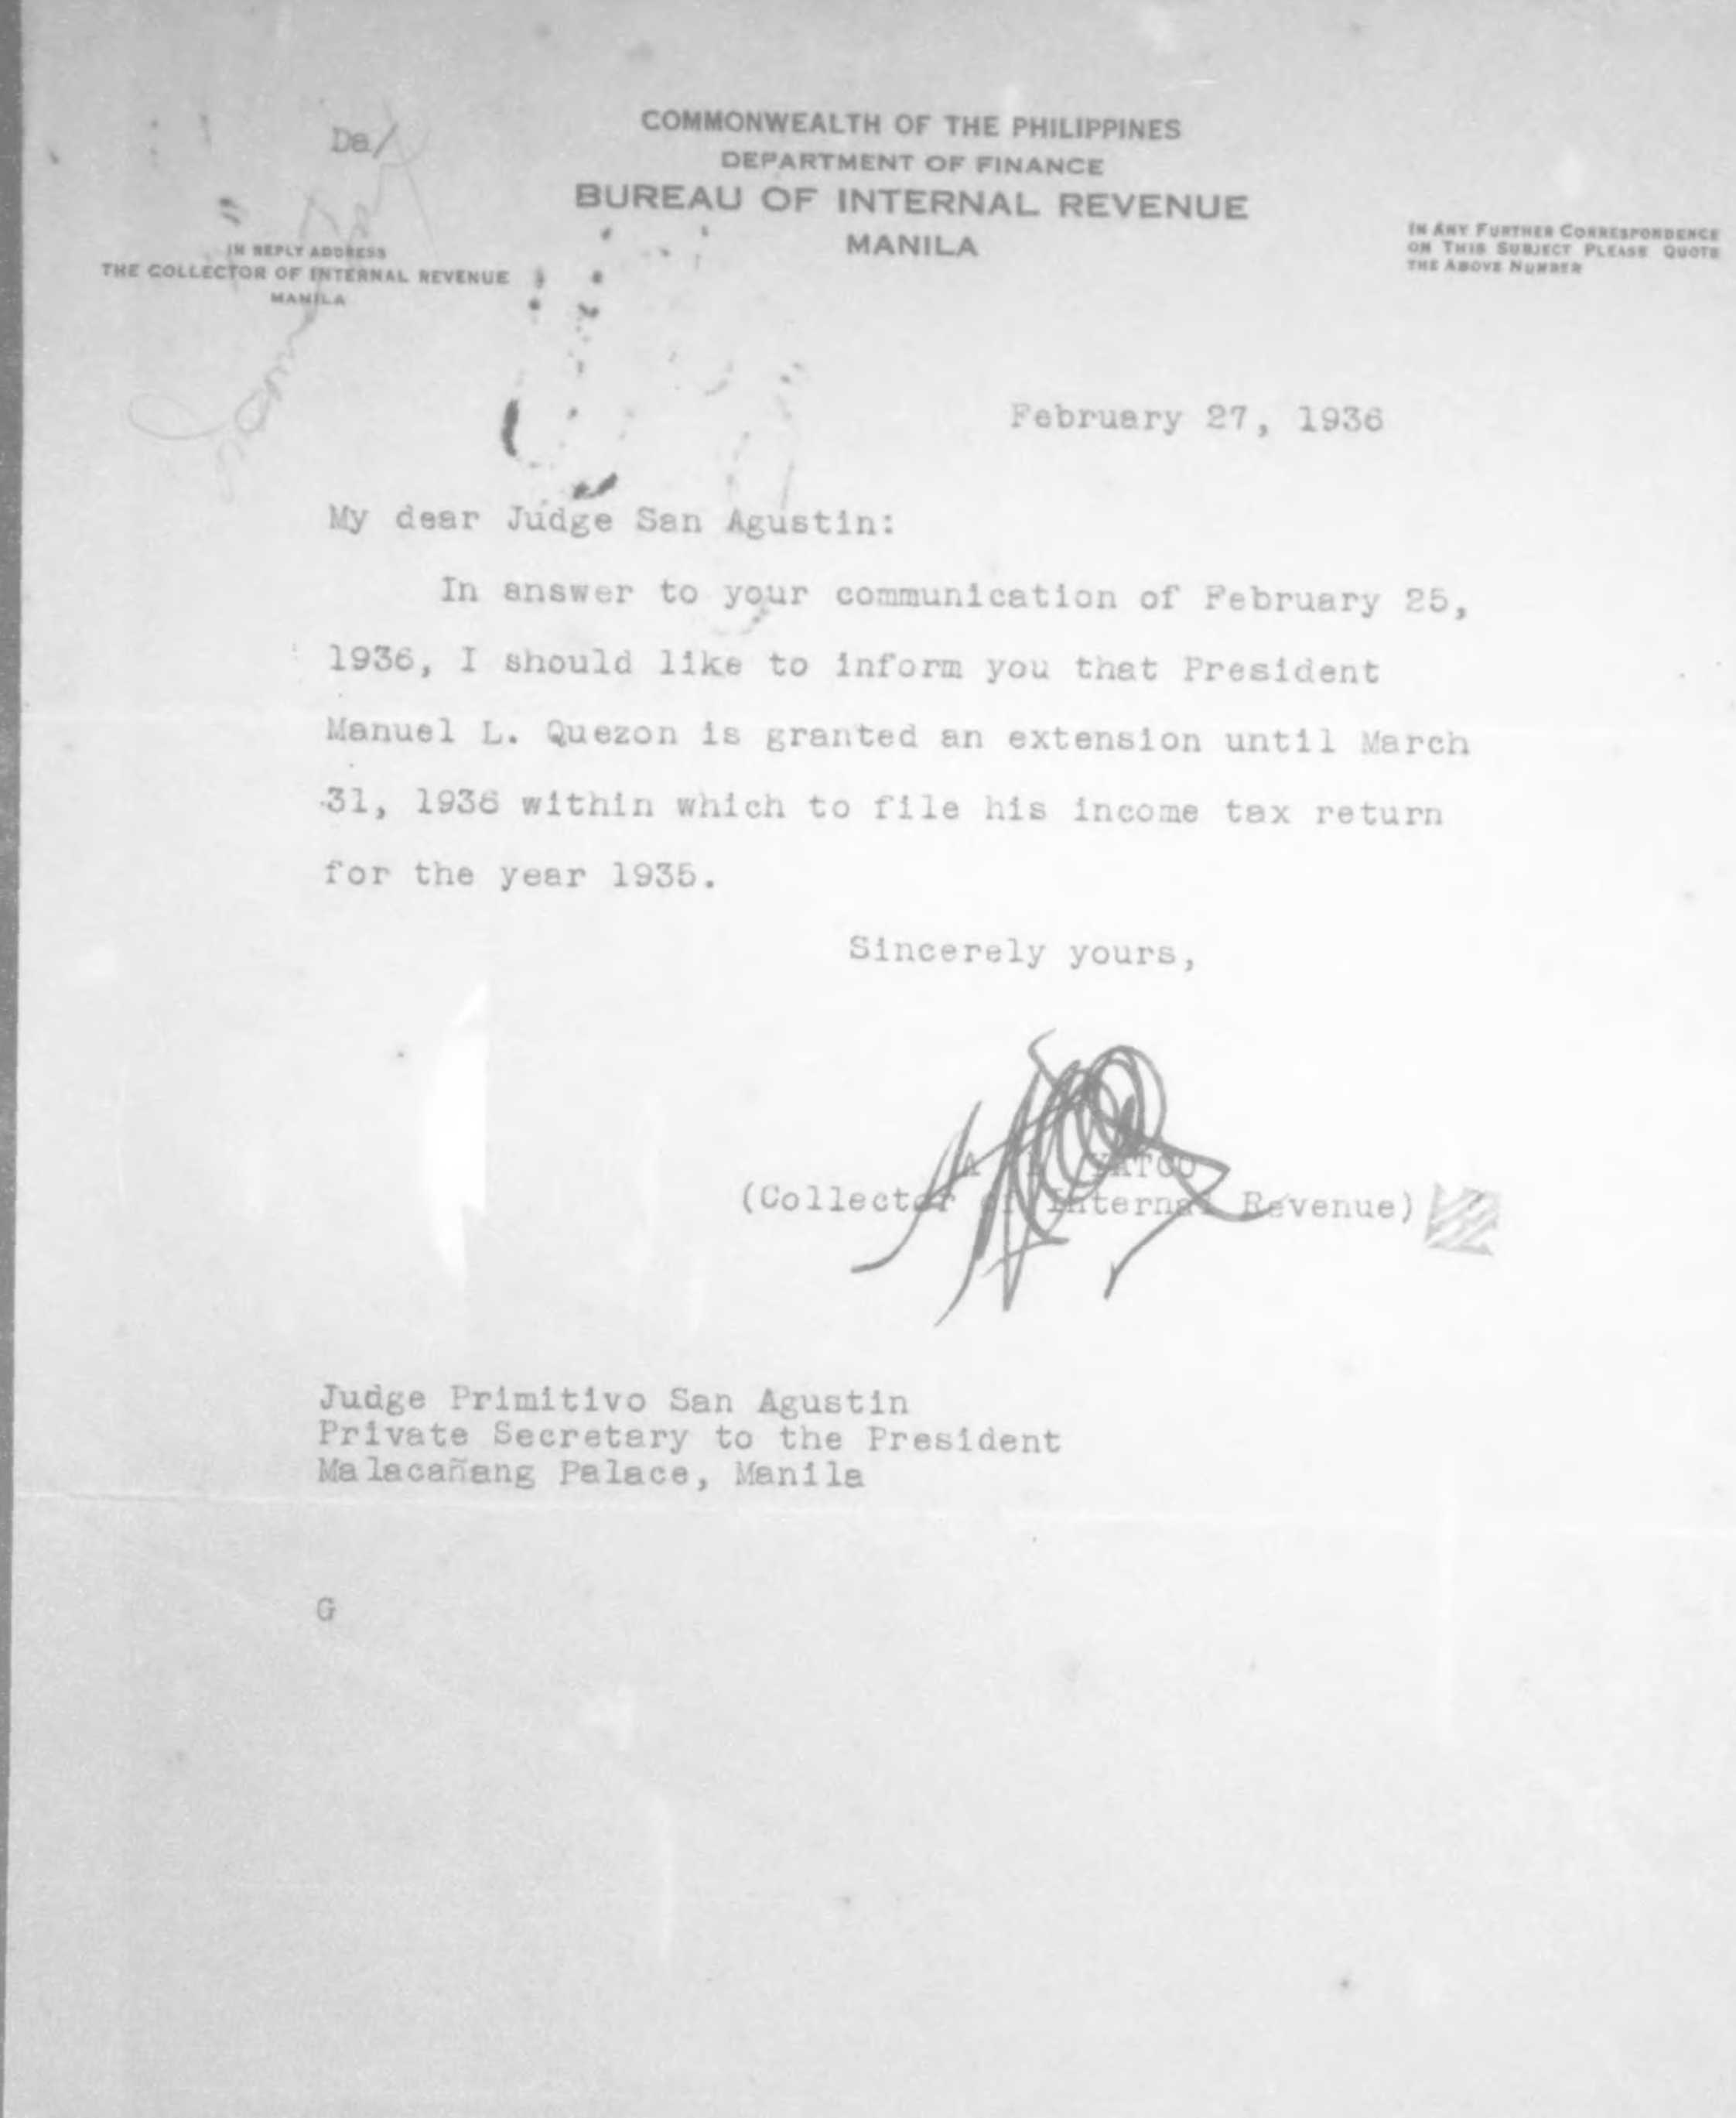 Da/
COMMONWEALTH OF THE PHILIPPINES
DEPARTMENT OF FINANCE
BUREAU OF INTERNAL REVENUE
MANILA
IN REPLY ADDRESS
THE COLLECTOR OF INTERNAL REVENUE
MANILA
IN ANY FURTHER CORRESPONDENCE
ON THIS SUBJECT PLEASE QUOTE
THE ABOVE NUMBER
February 27, 1936
My dear Judge San Agustin:
In answer to your communication of February 25,
1936, I should like to inform you that President
Manuel L. Quezon is granted an extension until March
31, 1936 within which to file his income tax return
for the year 1935.
Sincerely yours,
A YATCO
(Collector of Internal Revenue)
Judge Primitivo San Agustin
Private Secretary to the President
Malacañang Palace, Manila
G